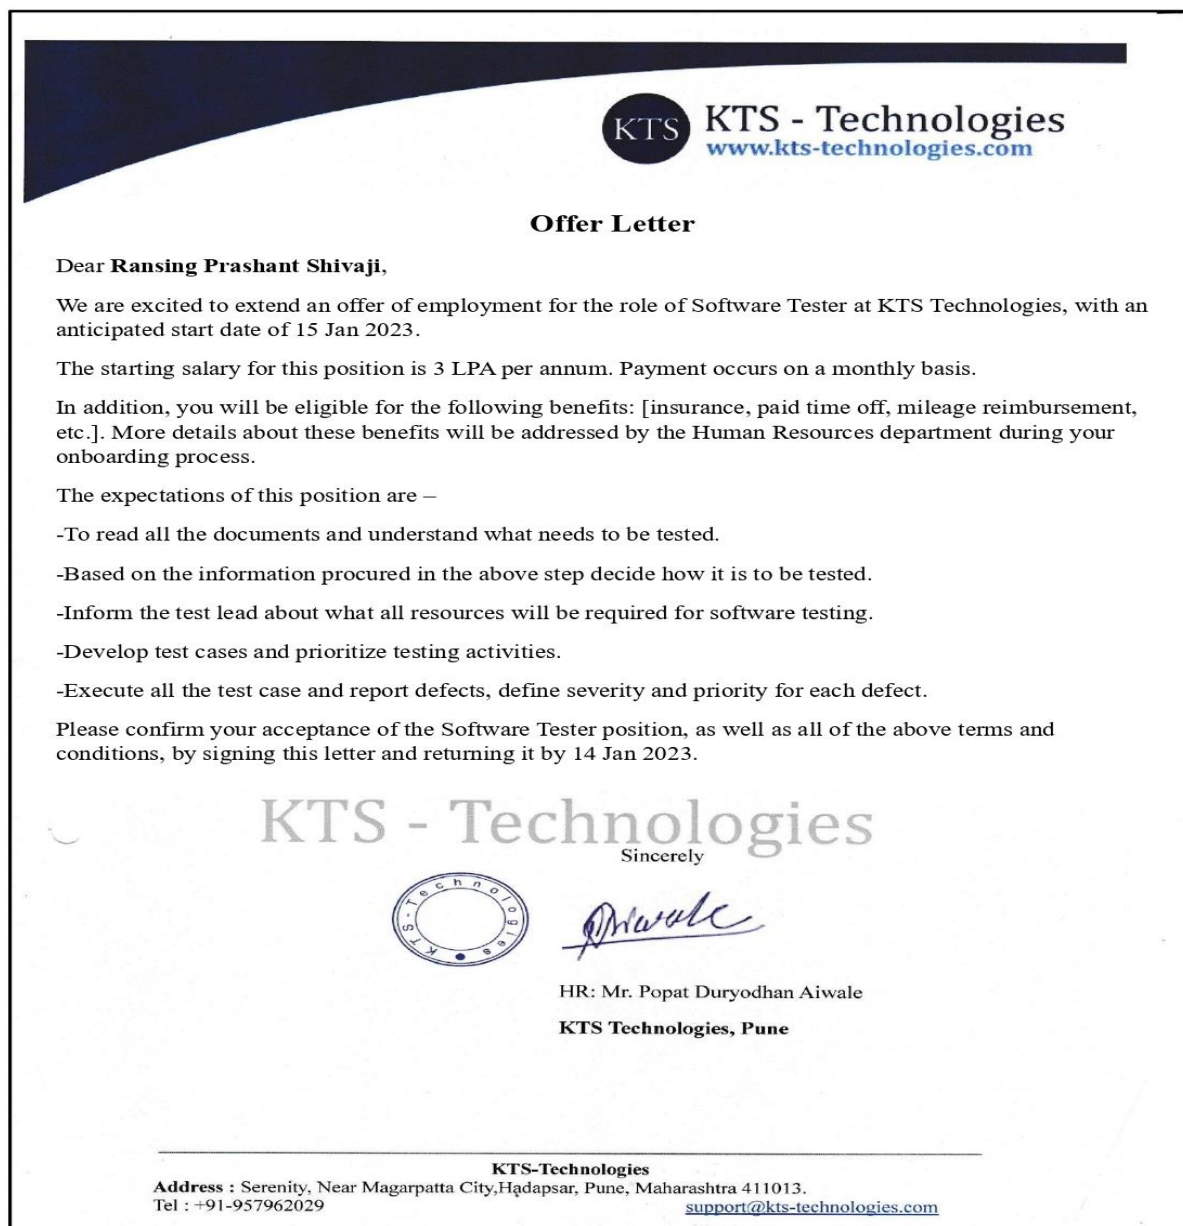 KTS
KTS - Technologies
www.kts-technologies.com
Offer Letter
Dear Ransing Prashant Shivaji,
We are excited to extend an offer of employment for the role of Software Tester at KTS Technologies, with an
anticipated start date of 15 Jan 2023.
The starting salary for this position is 3 LPA per annum. Payment occurs on a monthly basis.
In addition, you will be eligible for the following benefits: [insurance, paid time off, mileage reimbursement,
etc.]. More details about these benefits will be addressed by the Human Resources department during your
onboarding process.
The expectations of this position are –
-To read all the documents and understand what needs to be tested.
-Based on the information procured in the above step decide how it is to be tested.
-Inform the test lead about what all resources will be required for software testing.
-Develop test cases and prioritize testing activities.
-Execute all the test case and report defects, define severity and priority for each defect.
Please confirm your acceptance of the Software Tester position, as well as all of the above terms and
conditions, by signing this letter and returning it by 14 Jan 2023.
KTS - Technologies
Sincerely
KTS-Technologies
Aiwale
HR: Mr. Popat Duryodhan Aiwale
KTS Technologies, Pune
KTS-Technologies
Address : Serenity, Near Magarpatta City,Hadapsar, Pune, Maharashtra 411013.
Tel : +91-957962029
support@kts-technologies.com